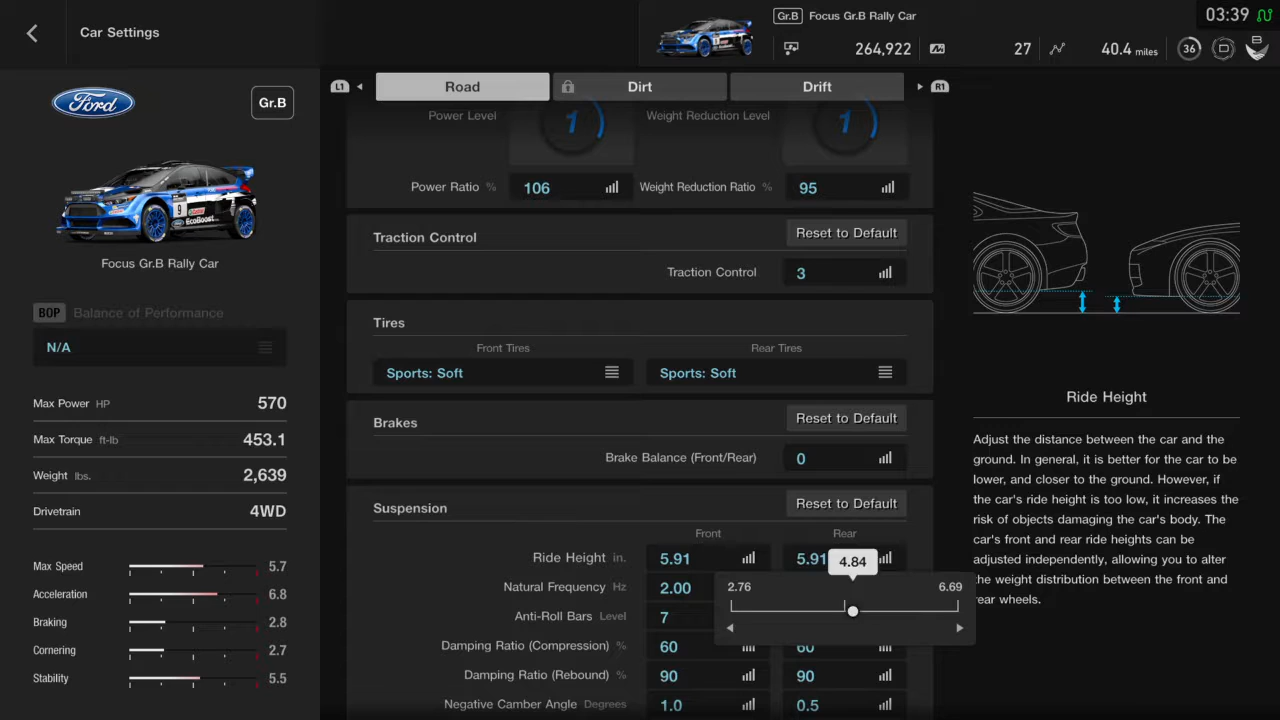 Car Settings
Gr.B Focus Gr.B Rally Car
264,922
27
40.4 miles
36
B
03:39
Ford
Gr.B
9
EcoBoost
Focus Gr.B Rally Car
BOP Balance of Performance
N/A
Max Power HP 570
Max Torque ft-lb 453.1
Weight lbs. 2,639
Drivetrain 4WD
Max Speed 5.7
Acceleration 6.8
Braking 2.8
Cornering 2.7
Stability 5.5
L1 Road Dirt Drift R1
Power Level 1 Weight Reduction Level 1
Power Ratio % 106 Weight Reduction Ratio % 95
Traction Control Reset to Default
Traction Control 3
Tires
Front Tires Rear Tires
Sports: Soft Sports: Soft
Brakes Reset to Default
Brake Balance (Front/Rear) 0
Suspension Reset to Default
Front Rear
Ride Height in. 5.91 5.91
4.84
2.76 6.69
Natural Frequency Hz 2.00
Anti-Roll Bars Level 7
Damping Ratio (Compression) % 60 60
Damping Ratio (Rebound) % 90 90
Negative Camber Angle Degrees 1.0 0.5
Ride Height
Adjust the distance between the car and the
ground. In general, it is better for the car to be
lower, and closer to the ground. However, if
the car's ride height is too low, it increases the
risk of objects damaging the car's body. The
car's front and rear ride heights can be
adjusted independently, allowing you to alter
the weight distribution between the front and
rear wheels.